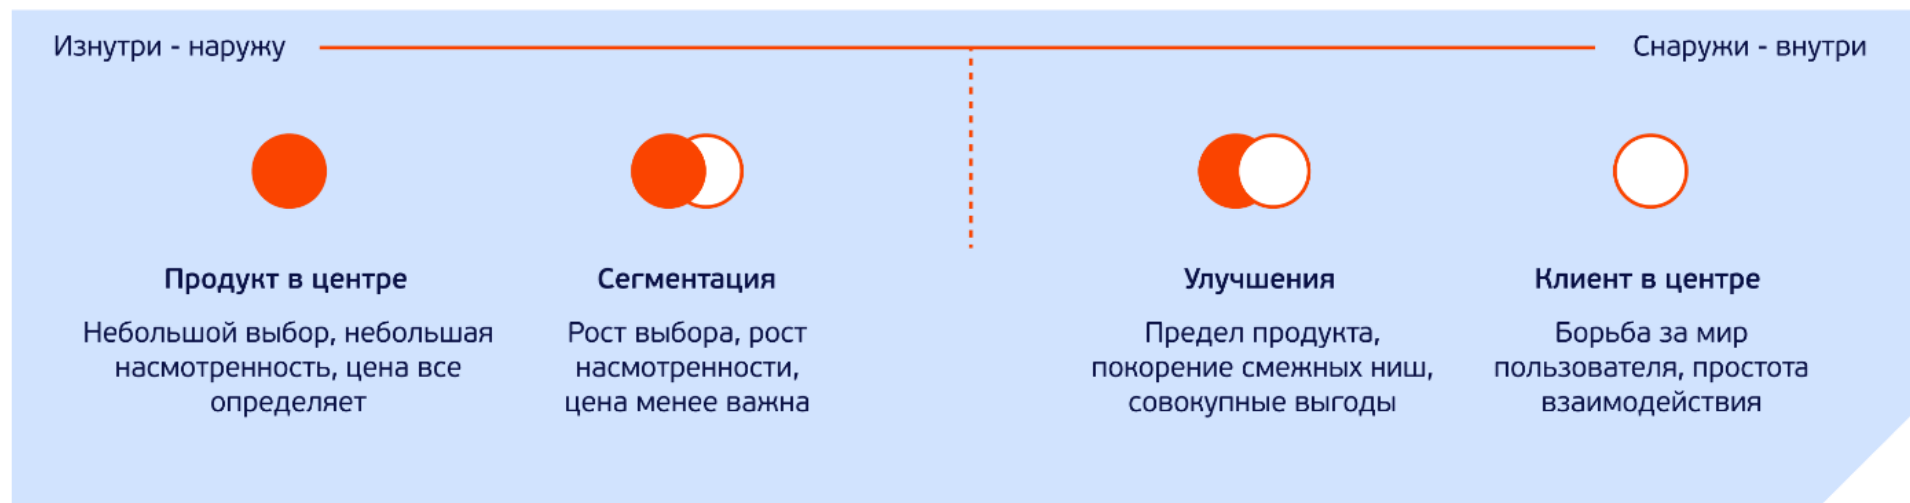 Изнутри - наружу
Снаружи - внутри
Продукт в центре
Небольшой выбор, небольшая
насмотренность, цена все
определяет
Сегментация
Рост выбора, рост
насмотренности,
цена менее важна
Улучшения
Предел продукта,
покорение смежных ниш,
совокупные выгоды
Клиент в центре
Борьба за мир
пользователя, простота
взаимодействия